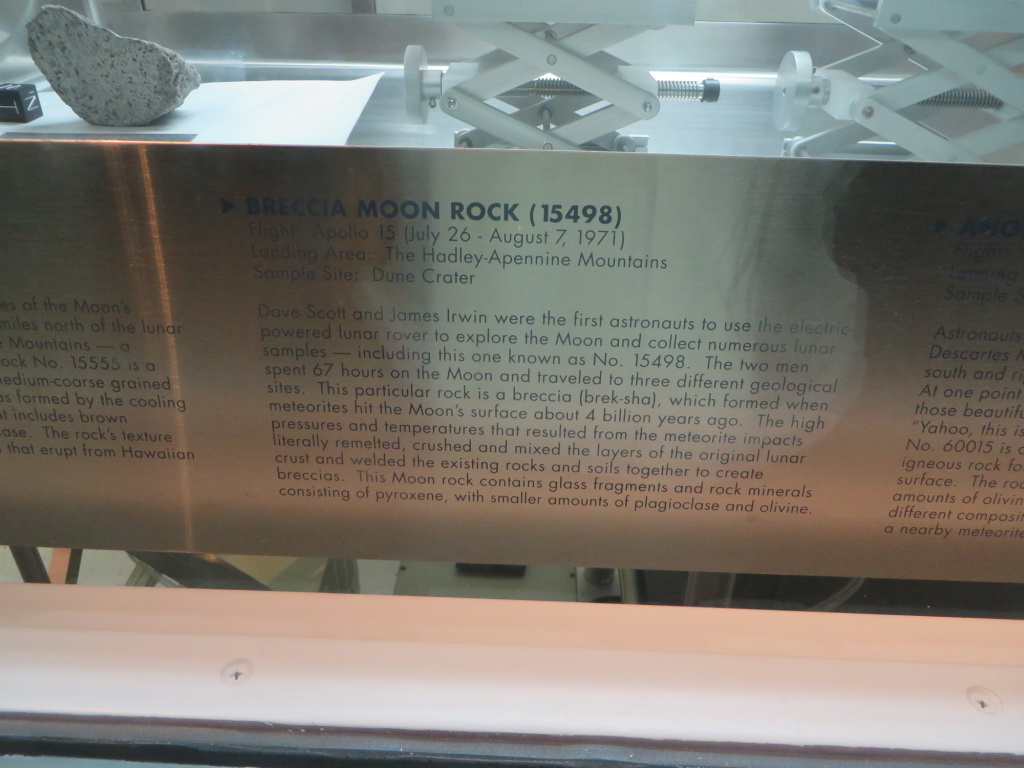 N
BRECCIA MOON ROCK (15498)
Flight: Apollo 15 (July 26 - August 7, 1971)
Landing Area: The Hadley-Apennine Mountains
Sample Site: Dune Crater
Dave Scott and James Irwin were the first astronauts to use the electric-
powered lunar rover to explore the Moon and collect numerous lunar
samples — including this one known as No. 15498. The two men
spent 67 hours on the Moon and traveled to three different geological
sites. This particular rock is a breccia (brek-sha), which formed when
meteorites hit the Moon's surface about 4 billion years ago. The high
pressures and temperatures that resulted from the meteorite impacts
literally remelted, crushed and mixed the layers of the original lunar
crust and welded the existing rocks and soils together to create
breccias. This Moon rock contains glass fragments and rock minerals
consisting of pyroxene, with smaller amounts of plagioclase and olivine.
es of the Moon's
miles north of the lunar
Mountains — a
ock No. 15555 is a
edium-coarse grained
as formed by the cooling
includes brown
ase. The rock's texture
that erupt from Hawaiian
Flight:
Landing
Sample S
Astronauts
Descartes M
south and ri
At one point
those beautifu
"Yahoo, this is
No. 60015 is a
igneous rock fo
surface. The roc
amounts of olivin
different composit
a nearby meteorite